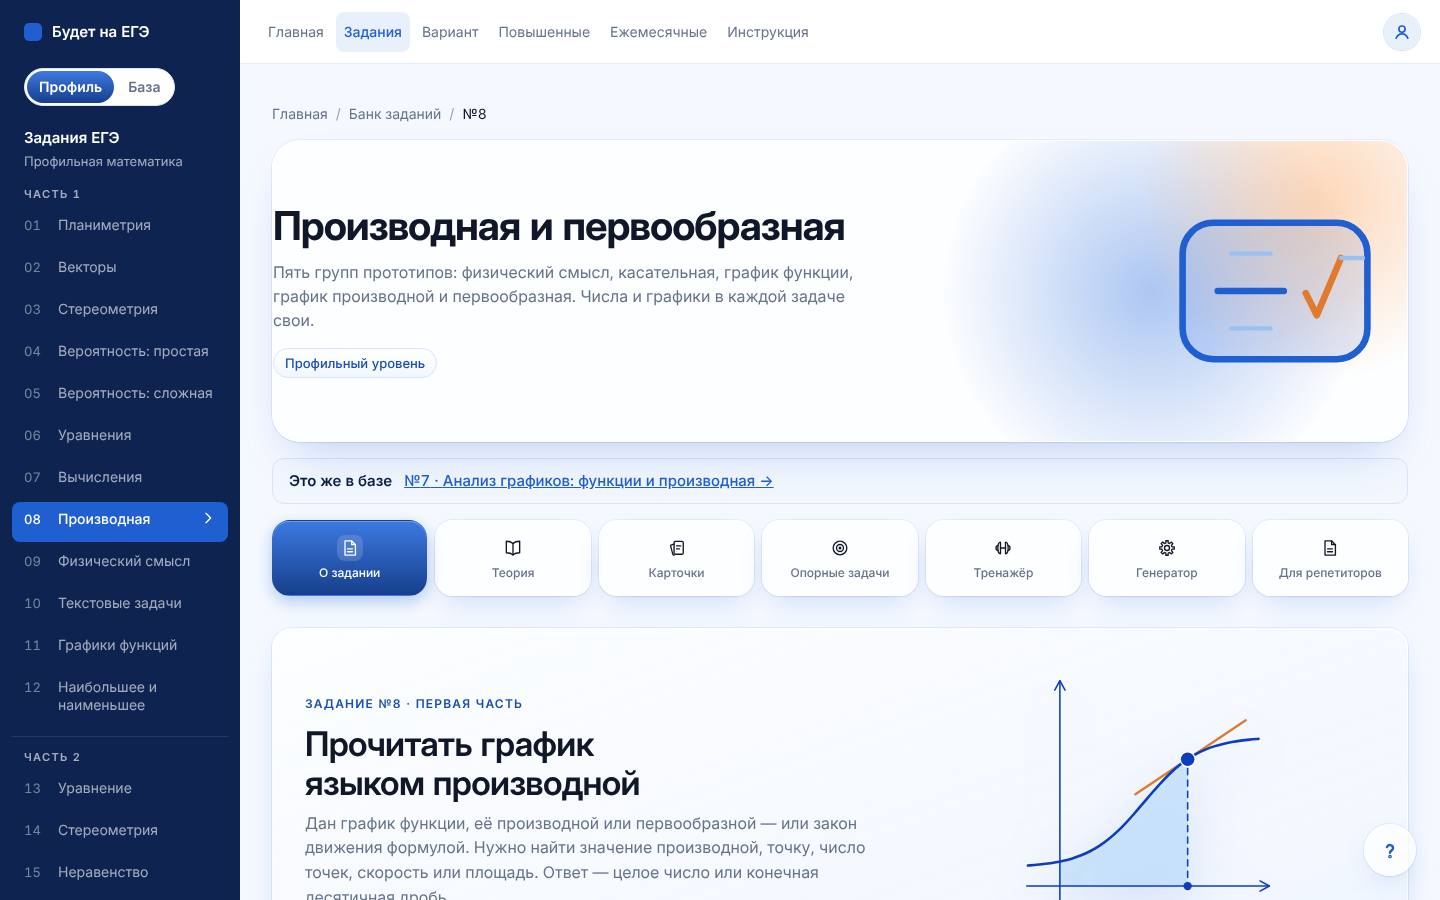 Будет на ЕГЭ
Профиль База
Задания ЕГЭ
Профильная математика
ЧАСТЬ 1
01 Планиметрия
02 Векторы
03 Стереометрия
04 Вероятность: простая
05 Вероятность: сложная
06 Уравнения
07 Вычисления
08 Производная
09 Физический смысл
10 Текстовые задачи
11 Графики функций
12 Наибольшее и
наименьшее
ЧАСТЬ 2
13 Уравнение
14 Стереометрия
15 Неравенство
Главная Задания Вариант Повышенные Ежемесячные Инструкция
Главная / Банк заданий / №8
Производная и первообразная
Пять групп прототипов: физический смысл, касательная, график функции,
график производной и первообразная. Числа и графики в каждой задаче
свои.
Профильный уровень
Это же в базе №7 · Анализ графиков: функции и производная →
О задании Теория Карточки Опорные задачи Тренажёр Генератор Для репетиторов
ЗАДАНИЕ №8 · ПЕРВАЯ ЧАСТЬ
Прочитать график
языком производной
Дан график функции, её производной или первообразной — или закон
движения формулой. Нужно найти значение производной, точку, число
точек, скорость или площадь. Ответ — целое число или конечная
десятичная дробь.
?